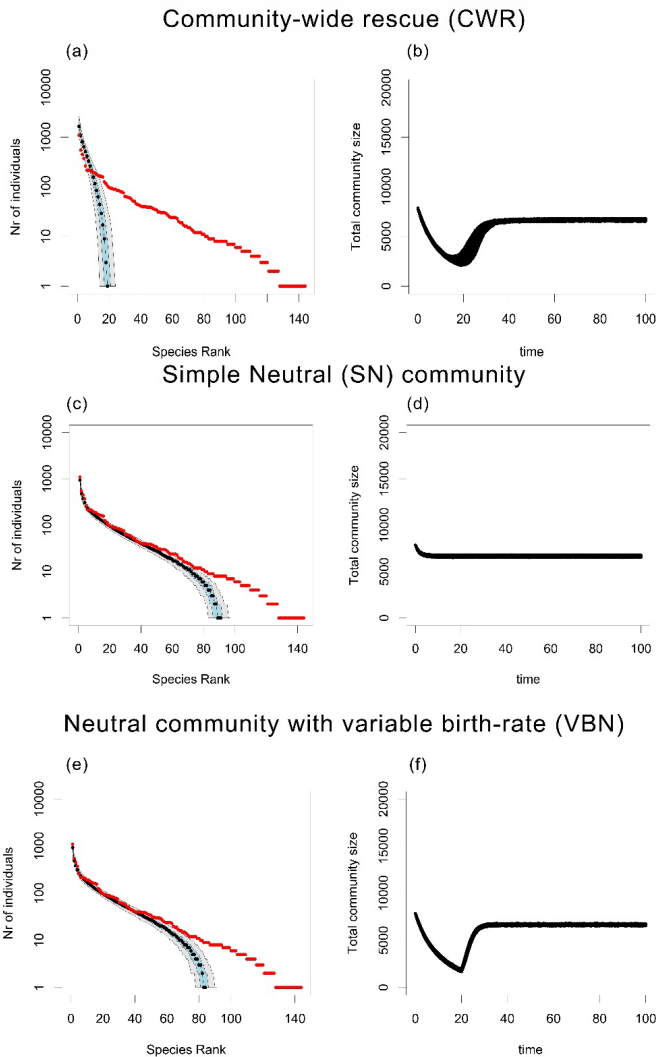 Community-wide rescue (CWR)
(a)
(b)
Nr of individuals
1 10 100 1000 10000
0 20 40 60 80 100 140
Species Rank
Total community size
0 5000 10000 15000 20000
0 20 40 60 80 100
time
Simple Neutral (SN) community
(c)
(d)
Nr of individuals
1 10 100 1000 10000
0 20 40 60 80 100 140
Species Rank
Total community size
0 5000 10000 15000 20000
0 20 40 60 80 100
time
Neutral community with variable birth-rate (VBN)
(e)
(f)
Nr of individuals
1 10 100 1000 10000
0 20 40 60 80 100 140
Species Rank
Total community size
0 5000 10000 15000 20000
0 20 40 60 80 100
time